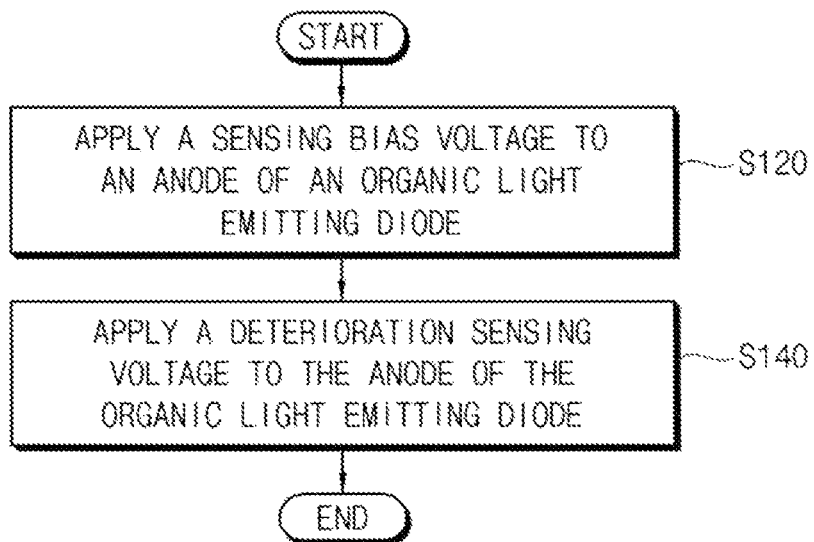 START
APPLY A SENSING BIAS VOLTAGE TO
AN ANODE OF AN ORGANIC LIGHT
EMITTING DIODE
S120
APPLY A DETERIORATION SENSING
VOLTAGE TO THE ANODE OF THE
ORGANIC LIGHT EMITTING DIODE
S140
END